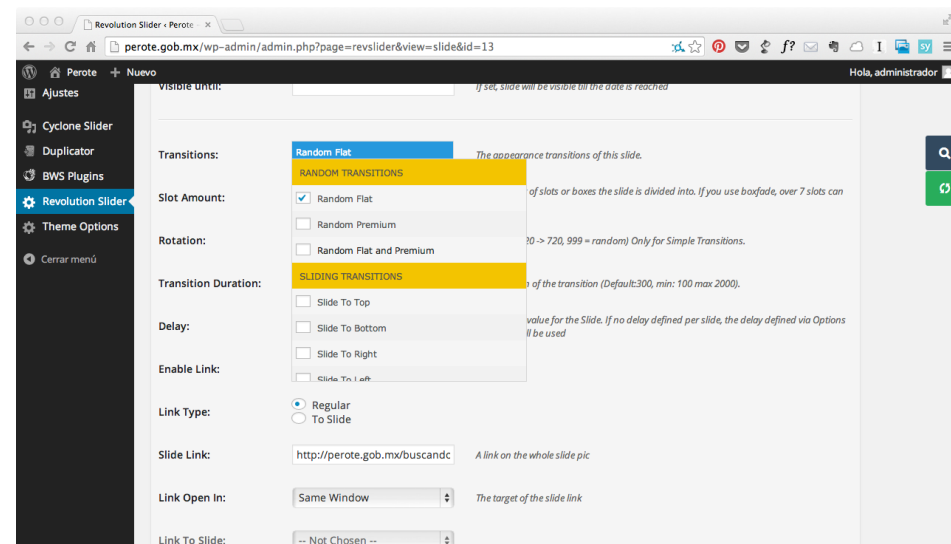 Revolution Slider ‹ Perote
perote.gob.mx/wp-admin/admin.php?page=revslider&view=slide&id=13
Perote + Nuevo
Hola, administrador
Ajustes
Cyclone Slider
Duplicator
BWS Plugins
Revolution Slider
Theme Options
Cerrar menú
Visible until:
If set, slide will be visible till the date is reached
Transitions:
Random Flat
The appearance transitions of this slide.
RANDOM TRANSITIONS
Random Flat
Random Premium
Random Flat and Premium
SLIDING TRANSITIONS
Slide To Top
Slide To Bottom
Slide To Right
Slide To Left
Slot Amount:
of slots or boxes the slide is divided into. If you use boxfade, over 7 slots can
Rotation:
20 -> 720, 999 = random) Only for Simple Transitions.
Transition Duration:
of the transition (Default:300, min: 100 max 2000).
Delay:
value for the Slide. If no delay defined per slide, the delay defined via Options
ll be used
Enable Link:
Link Type:
Regular
To Slide
Slide Link:
http://perote.gob.mx/buscandc
A link on the whole slide pic
Link Open In:
Same Window
The target of the slide link
Link To Slide:
-- Not Chosen --